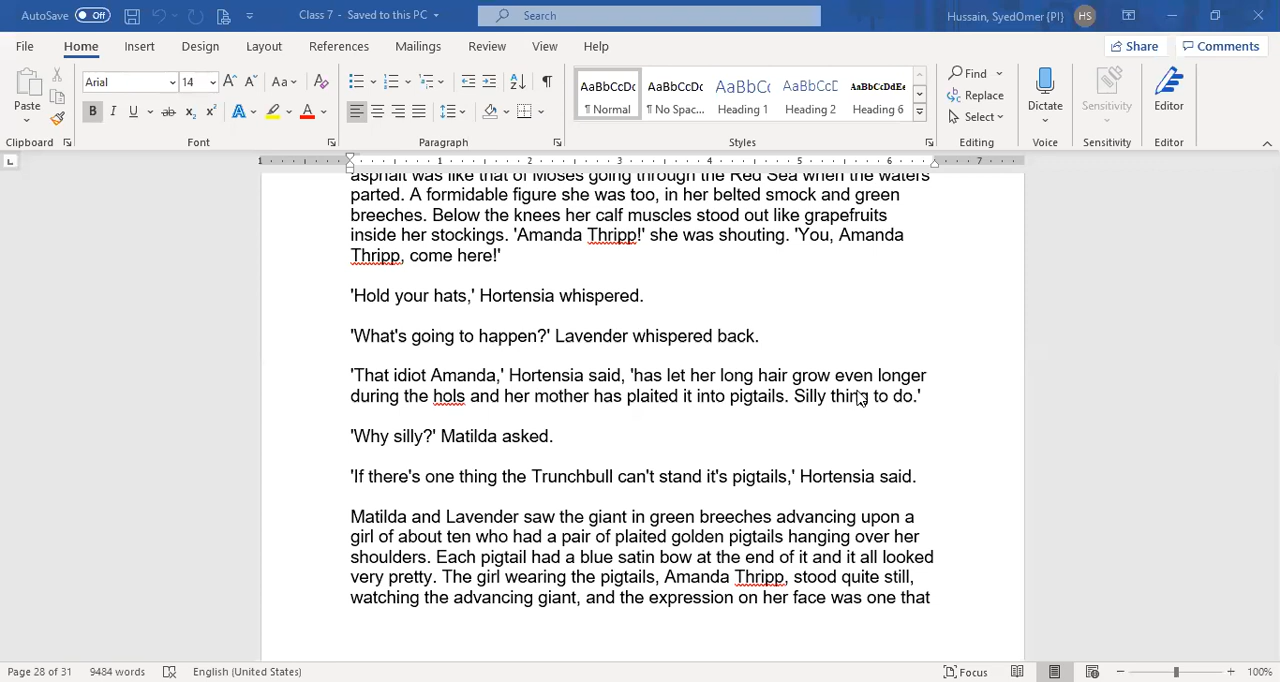 AutoSave Off Class 7 - Saved to this PC Search Hussain, SyedOmer (PI) HS
File Home Insert Design Layout References Mailings Review View Help Share Comments
Paste Arial 14 Aa AaBbCcDc AaBbCcDc AaBbCc AaBbCcD AaBbCcDdEe Find Replace Select Dictate Sensitivity Editor
¶ Normal ¶ No Spac... Heading 1 Heading 2 Heading 6
Clipboard Font Paragraph Styles Editing Voice Sensitivity Editor
1 1 2 3 4 5 6 7
asphalt was like that of Moses going through the Red Sea when the waters
parted. A formidable figure she was too, in her belted smock and green
breeches. Below the knees her calf muscles stood out like grapefruits
inside her stockings. 'Amanda Thripp!' she was shouting. 'You, Amanda
Thripp, come here!'
'Hold your hats,' Hortensia whispered.
'What's going to happen?' Lavender whispered back.
'That idiot Amanda,' Hortensia said, 'has let her long hair grow even longer
during the hols and her mother has plaited it into pigtails. Silly thing to do.'
'Why silly?' Matilda asked.
'If there's one thing the Trunchbull can't stand it's pigtails,' Hortensia said.
Matilda and Lavender saw the giant in green breeches advancing upon a
girl of about ten who had a pair of plaited golden pigtails hanging over her
shoulders. Each pigtail had a blue satin bow at the end of it and it all looked
very pretty. The girl wearing the pigtails, Amanda Thripp, stood quite still,
watching the advancing giant, and the expression on her face was one that
Page 28 of 31 9484 words English (United States) Focus 100%